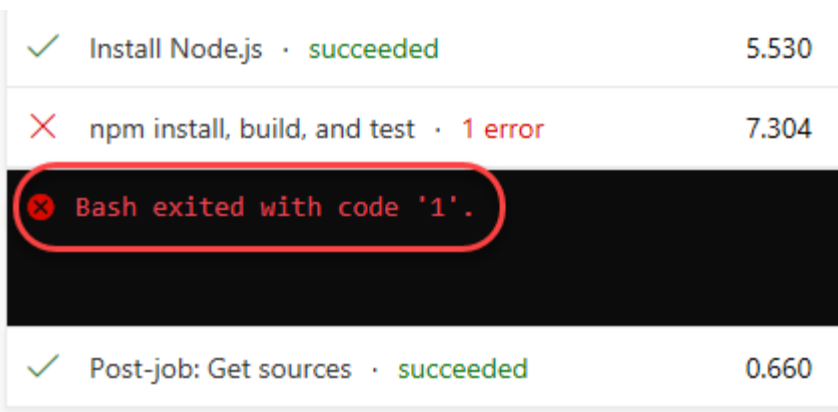 Install Node.js · succeeded 5.530
npm install, build, and test · 1 error 7.304
Bash exited with code '1'.
Post-job: Get sources · succeeded 0.660